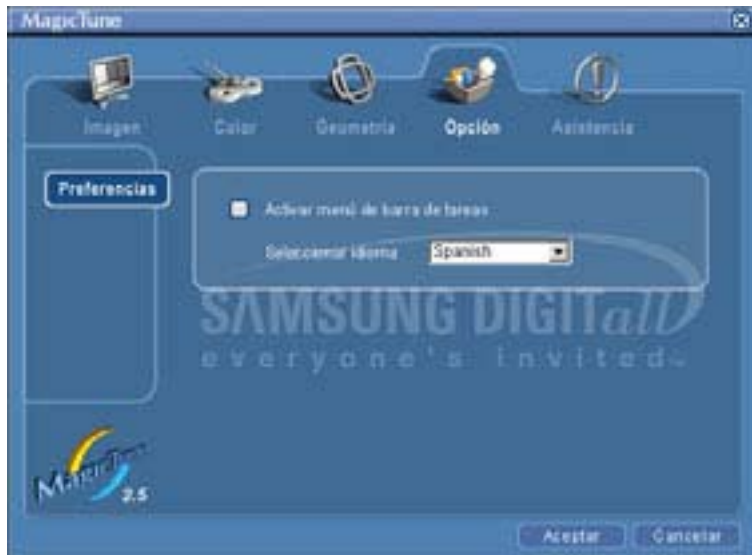 MagicTune
Imagen Color Geometría Opción Asistencia
Preferencias
Activar menú de barra de tareas
Seleccionar idioma Spanish
SAMSUNG DIGITall
everyone's invited™
MagicTune
2.5
Aceptar Cancelar